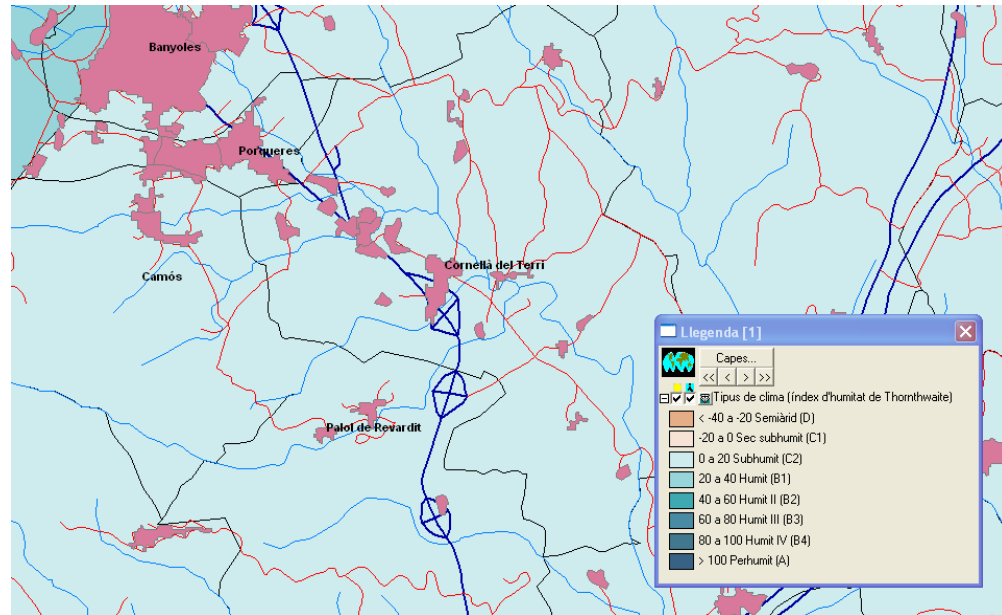 Banyoles
Porqueres
Cornellà del Terri
Camós
Palol de Revardit
Llegenda [1]
Capes...
<< < > >>
Tipus de clima (índex d'humitat de Thornthwaite)
< -40 a -20 Semiàrid (D)
-20 a 0 Sec subhumit (C1)
0 a 20 Subhumit (C2)
20 a 40 Humit (B1)
40 a 60 Humit II (B2)
60 a 80 Humit III (B3)
80 a 100 Humit IV (B4)
> 100 Perhumit (A)